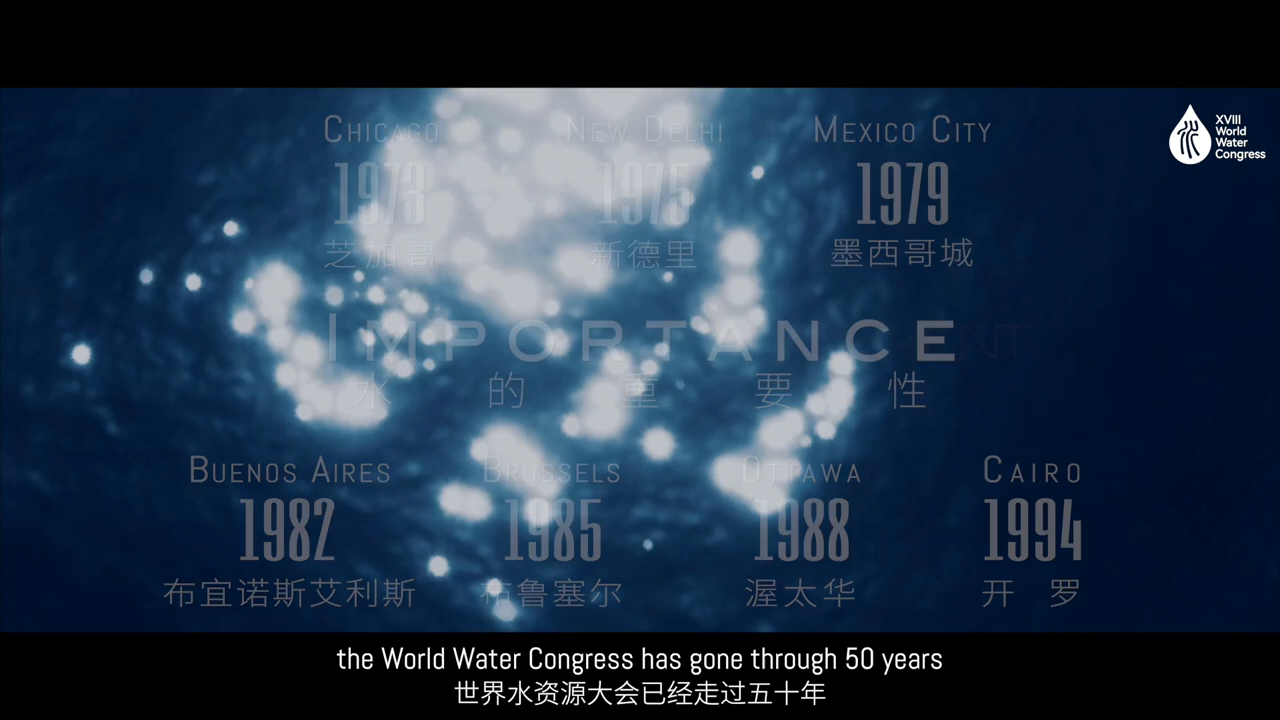 Chicago New Delhi Mexico City
1973 1975 1979
芝加哥 新德里 墨西哥城
XVIII
World
Water
Congress
IMPORTANCE
水的重要性
Buenos Aires Brussels Ottawa Cairo
1982 1985 1988 1994
布宜诺斯艾利斯 布鲁塞尔 渥太华 开罗
the World Water Congress has gone through 50 years
世界水资源大会已经走过五十年